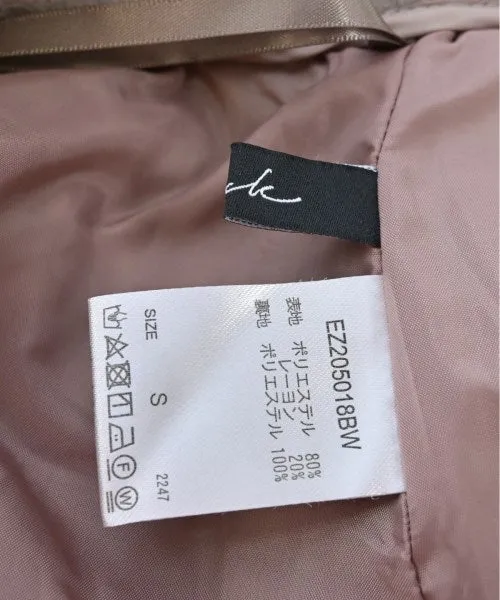 ck
EZ205018BW
表地 ポリエステル 80%
レーヨン 20%
裏地 ポリエステル 100%
SIZE S
2247
F
W